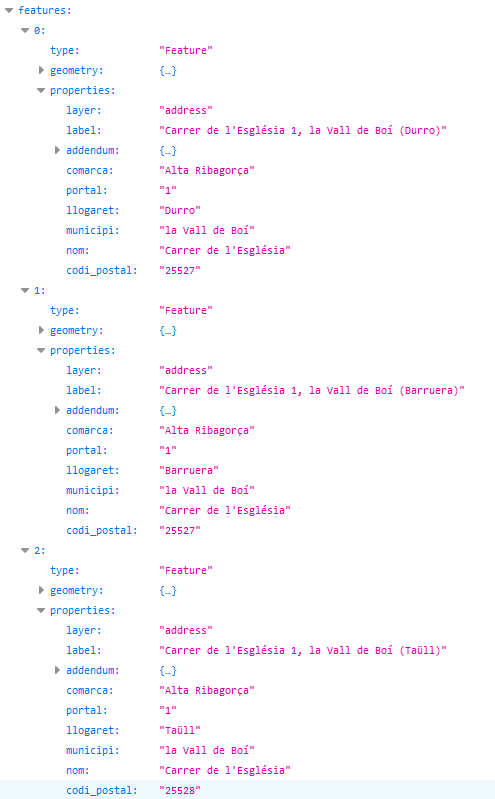 features:
0:
type: "Feature"
geometry: {…}
properties:
layer: "address"
label: "Carrer de l'Església 1, la Vall de Boí (Durro)"
addendum: {…}
comarca: "Alta Ribagorça"
portal: "1"
llogaret: "Durro"
municipi: "la Vall de Boí"
nom: "Carrer de l'Església"
codi_postal: "25527"
1:
type: "Feature"
geometry: {…}
properties:
layer: "address"
label: "Carrer de l'Església 1, la Vall de Boí (Barruera)"
addendum: {…}
comarca: "Alta Ribagorça"
portal: "1"
llogaret: "Barruera"
municipi: "la Vall de Boí"
nom: "Carrer de l'Església"
codi_postal: "25527"
2:
type: "Feature"
geometry: {…}
properties:
layer: "address"
label: "Carrer de l'Església 1, la Vall de Boí (Taüll)"
addendum: {…}
comarca: "Alta Ribagorça"
portal: "1"
llogaret: "Taüll"
municipi: "la Vall de Boí"
nom: "Carrer de l'Església"
codi_postal: "25528"